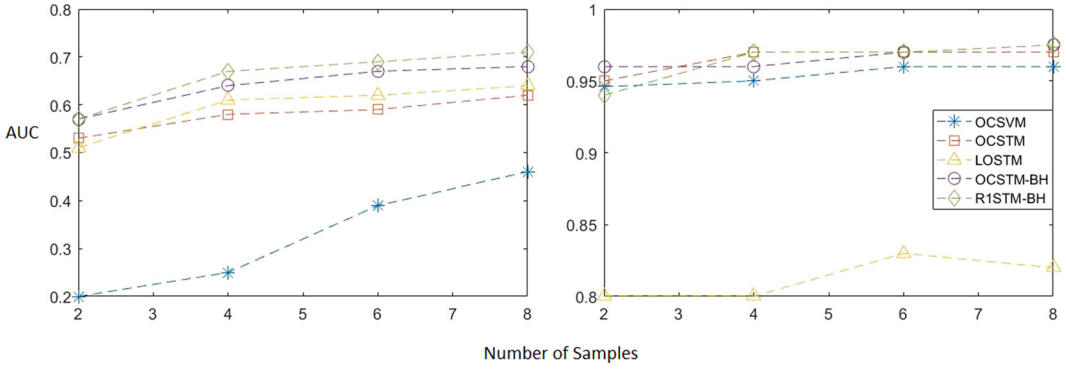 0.8
0.7
0.6
0.5
0.4
0.3
0.2
AUC
2 3 4 5 6 7 8
1
0.95
0.9
0.85
0.8
2 3 4 5 6 7 8
OCSVM
OCSTM
LOSTM
OCSTM-BH
R1STM-BH
Number of Samples